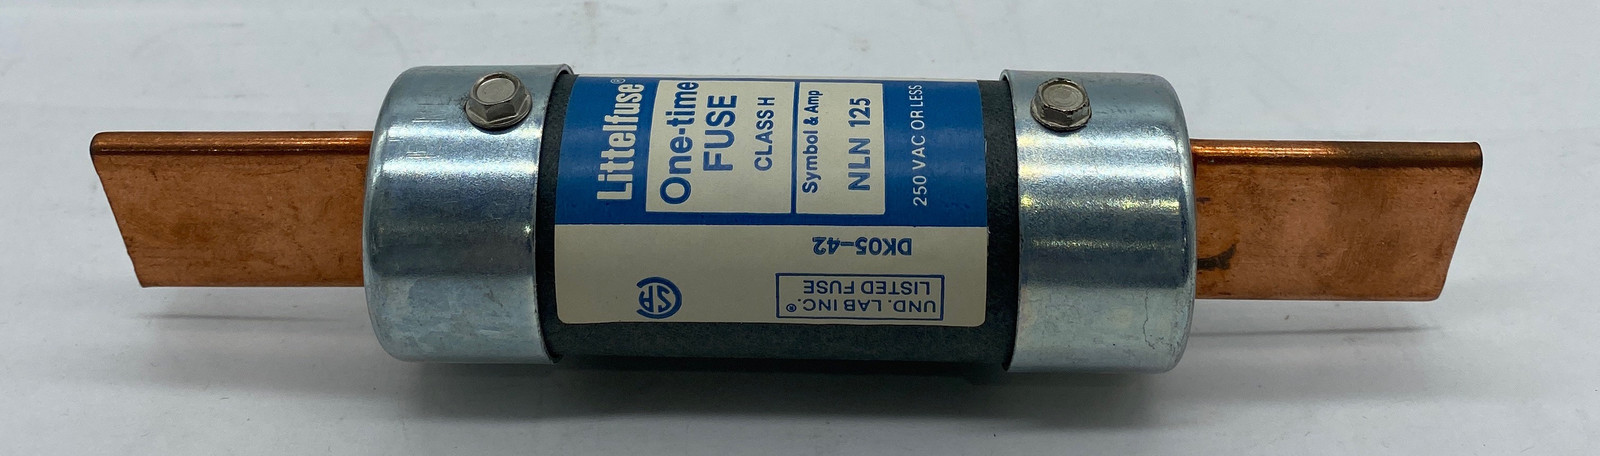 Littelfuse®
One-time
FUSE
CLASS H
Symbol & Amp
NLN 125
250 VAC OR LESS
DK05-42
UND. LAB INC.®
LISTED FUSE
SA